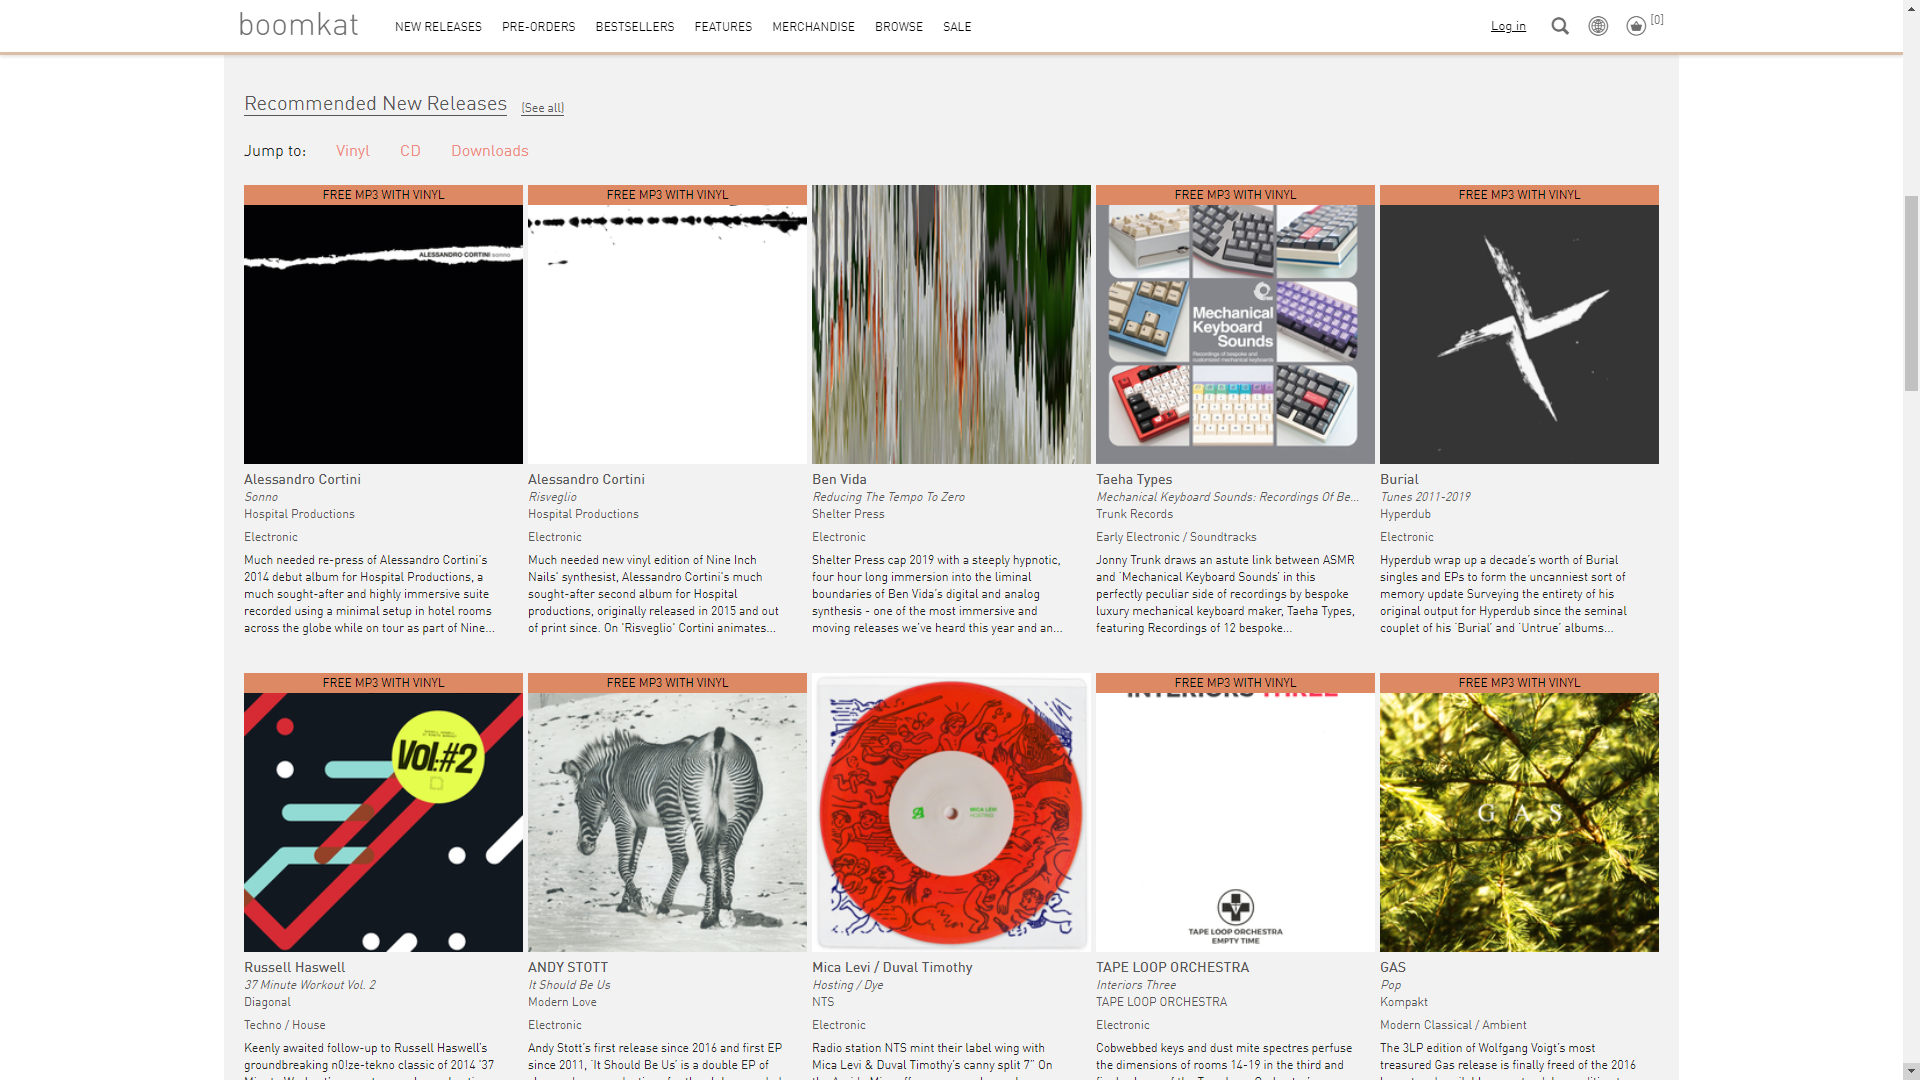 boomkat
NEW RELEASES PRE-ORDERS BESTSELLERS FEATURES MERCHANDISE BROWSE SALE
Log in
[0]
Recommended New Releases (See all)
Jump to: Vinyl CD Downloads
FREE MP3 WITH VINYL
ALESSANDRO CORTINI sonno
Alessandro Cortini
Sonno
Hospital Productions
Electronic
Much needed re-press of Alessandro Cortini's
2014 debut album for Hospital Productions, a
much sought-after and highly immersive suite
recorded using a minimal setup in hotel rooms
across the globe while on tour as part of Nine...
FREE MP3 WITH VINYL
Alessandro Cortini
Risveglio
Hospital Productions
Electronic
Much needed new vinyl edition of Nine Inch
Nails' synthesist, Alessandro Cortini's much
sought-after second album for Hospital
productions, originally released in 2015 and out
of print since. On 'Risveglio' Cortini animates...
Ben Vida
Reducing The Tempo To Zero
Shelter Press
Electronic
Shelter Press cap 2019 with a steeply hypnotic,
four hour long immersion into the liminal
boundaries of Ben Vida's digital and analog
synthesis - one of the most immersive and
moving releases we've heard this year and an...
FREE MP3 WITH VINYL
Mechanical
Keyboard
Sounds
Recordings of bespoke and
customized mechanical keyboards
Taeha Types
Mechanical Keyboard Sounds: Recordings Of Be...
Trunk Records
Early Electronic / Soundtracks
Jonny Trunk draws an astute link between ASMR
and 'Mechanical Keyboard Sounds' in this
perfectly peculiar side of recordings by bespoke
luxury mechanical keyboard maker, Taeha Types,
featuring Recordings of 12 bespoke...
FREE MP3 WITH VINYL
Burial
Tunes 2011-2019
Hyperdub
Electronic
Hyperdub wrap up a decade's worth of Burial
singles and EPs to form the uncanniest sort of
memory update Surveying the entirety of his
original output for Hyperdub since the seminal
couplet of his 'Burial' and 'Untrue' albums...
FREE MP3 WITH VINYL
Vol.#2
Russell Haswell
37 Minute Workout Vol. 2
Diagonal
Techno / House
Keenly awaited follow-up to Russell Haswell's
groundbreaking n0!ze-tekno classic of 2014 '37
FREE MP3 WITH VINYL
ANDY STOTT
It Should Be Us
Modern Love
Electronic
Andy Stott's first release since 2016 and first EP
since 2011, 'It Should Be Us' is a double EP of
MICA LEVI
HOSTING
Mica Levi / Duval Timothy
Hosting / Dye
NTS
Electronic
Radio station NTS mint their label wing with
Mica Levi & Duval Timothy's canny split 7" On
FREE MP3 WITH VINYL
INTERIORS THREE
TAPE LOOP ORCHESTRA
EMPTY TIME
TAPE LOOP ORCHESTRA
Interiors Three
TAPE LOOP ORCHESTRA
Electronic
Cobwebbed keys and dust mite spectres perfuse
the dimensions of rooms 14-19 in the third and
FREE MP3 WITH VINYL
GAS
GAS
Pop
Kompakt
Modern Classical / Ambient
The 3LP edition of Wolfgang Voigt's most
treasured Gas release is finally freed of the 2016